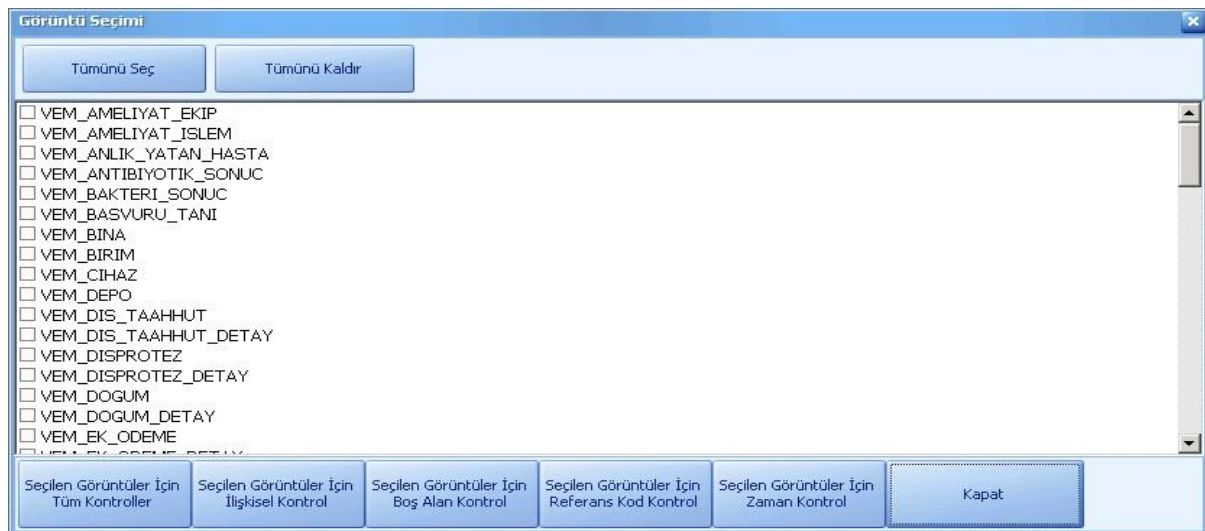 Görüntü Seçimi
Tümünü Seç
Tümünü Kaldır
VEM_AMELIYAT_EKIP
VEM_AMELIYAT_ISLEM
VEM_ANLIK_YATAN_HASTA
VEM_ANTIBIYOTIK_SONUC
VEM_BAKTERI_SONUC
VEM_BASVURU_TANI
VEM_BINA
VEM_BIRIM
VEM_CIHAZ
VEM_DEPO
VEM_DIS_TAAHHUT
VEM_DIS_TAAHHUT_DETAY
VEM_DISPROTEZ
VEM_DISPROTEZ_DETAY
VEM_DOGUM
VEM_DOGUM_DETAY
VEM_EK_ODEME
Seçilen Görüntüler İçin
Tüm Kontroller
Seçilen Görüntüler İçin
İlişkisel Kontrol
Seçilen Görüntüler İçin
Boş Alan Kontrol
Seçilen Görüntüler İçin
Referans Kod Kontrol
Seçilen Görüntüler İçin
Zaman Kontrol
Kapat